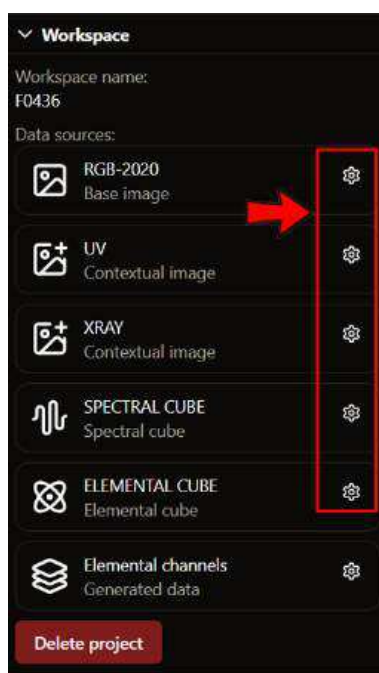 Workspace
Workspace name:
F0436
Data sources:
RGB-2020
Base image
UV
Contextual image
XRAY
Contextual image
SPECTRAL CUBE
Spectral cube
ELEMENTAL CUBE
Elemental cube
Elemental channels
Generated data
Delete project